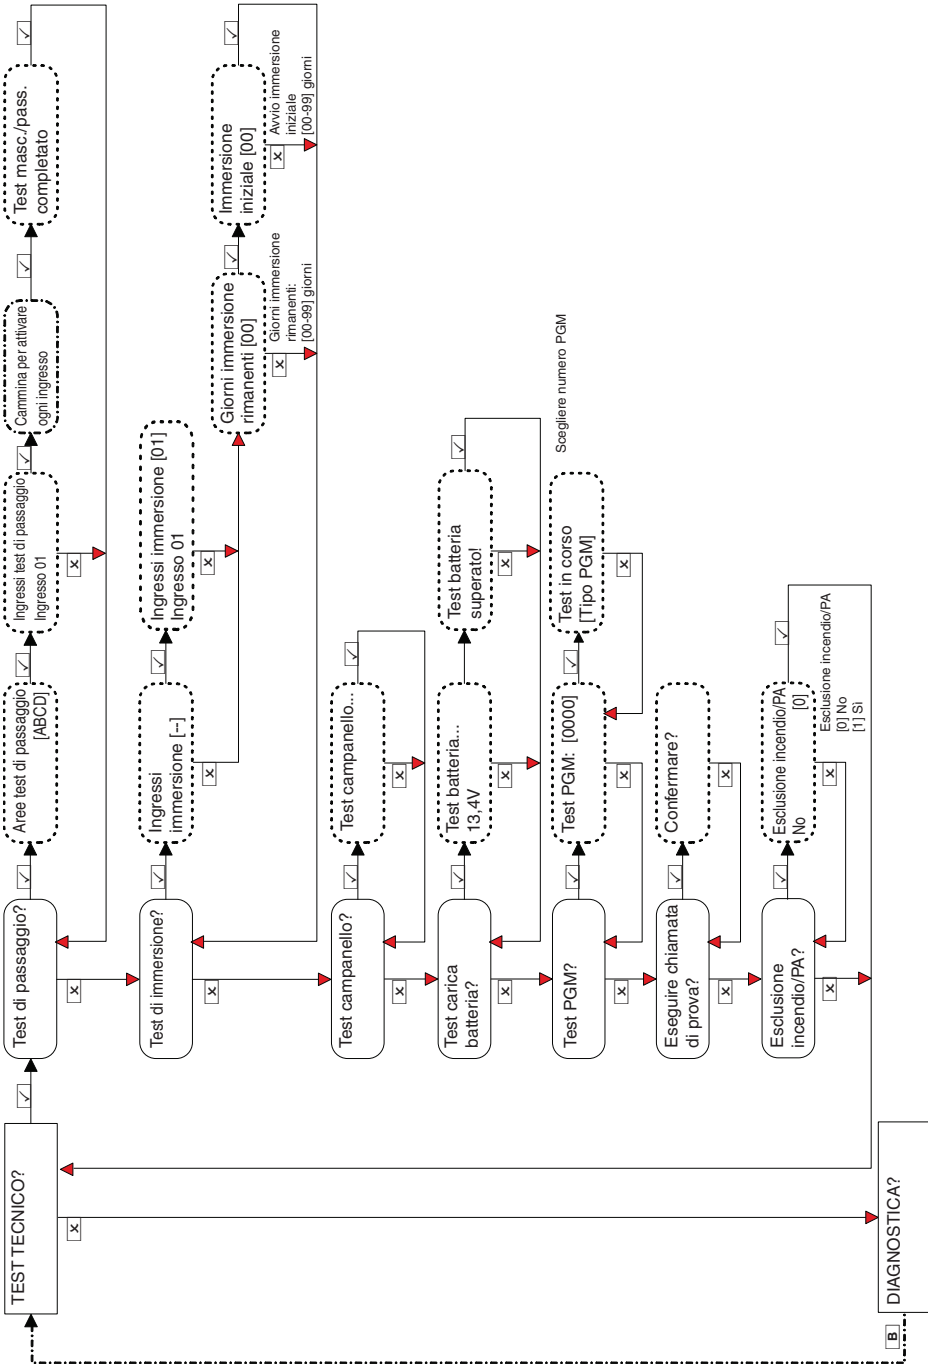 TEST TECNICO?
Test di passaggio?
Aree test di passaggio
[ABCD]
Ingressi test di passaggio
Ingresso 01
Cammina per attivare
ogni ingresso
Test masc./pass.
completato
Test di immersione?
Ingressi
immersione [--]
Ingressi immersione [01]
Ingresso 01
Giorni immersione
rimanenti [00]
Giorni immersione
rimanenti:
[00-99] giorni
Immersione
iniziale [00]
Avvio immersione
iniziale
[00-99] giorni
Test campanello?
Test campanello...
Test carica
batteria?
Test batteria...
13,4V
Test batteria
superato!
Test PGM?
Test PGM: [0000]
Test in corso
[Tipo PGM]
Scegliere numero PGM
Eseguire chiamata
di prova?
Confermare?
Esclusione
incendio/PA?
Esclusione incendio/PA
No [0]
Esclusione incendio/PA
[0] No
[1] Sì
DIAGNOSTICA?
B